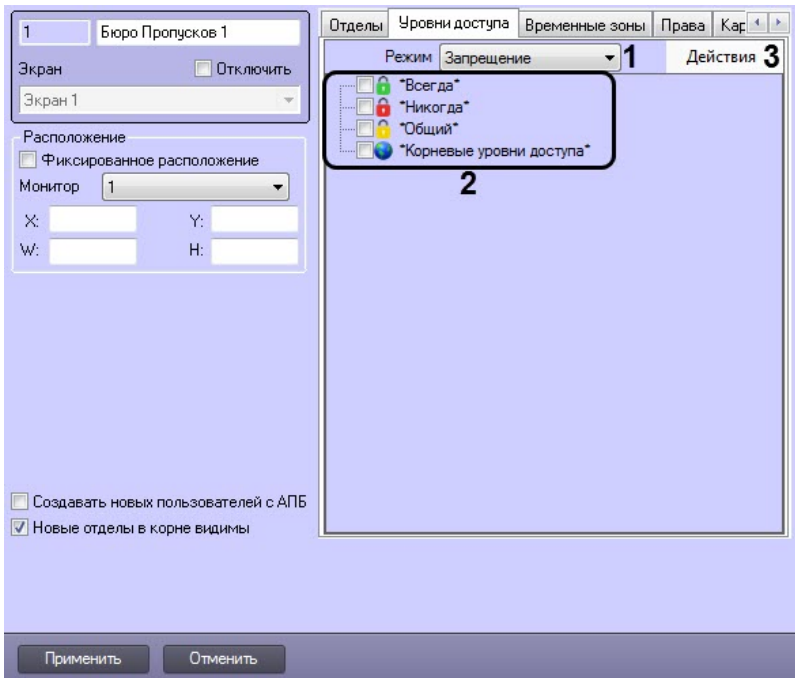 1
Бюро Пропусков 1
Экран
Отключить
Экран 1
Расположение
Фиксированное расположение
Монитор
1
X:
Y:
W:
H:
Создавать новых пользователей с АПБ
Новые отделы в корне видимы
Отделы
Уровни доступа
Временные зоны
Права
Кар
Режим
Запрещение
1
Действия
3
*Всегда*
*Никогда*
*Общий*
*Корневые уровни доступа*
2
Применить
Отменить